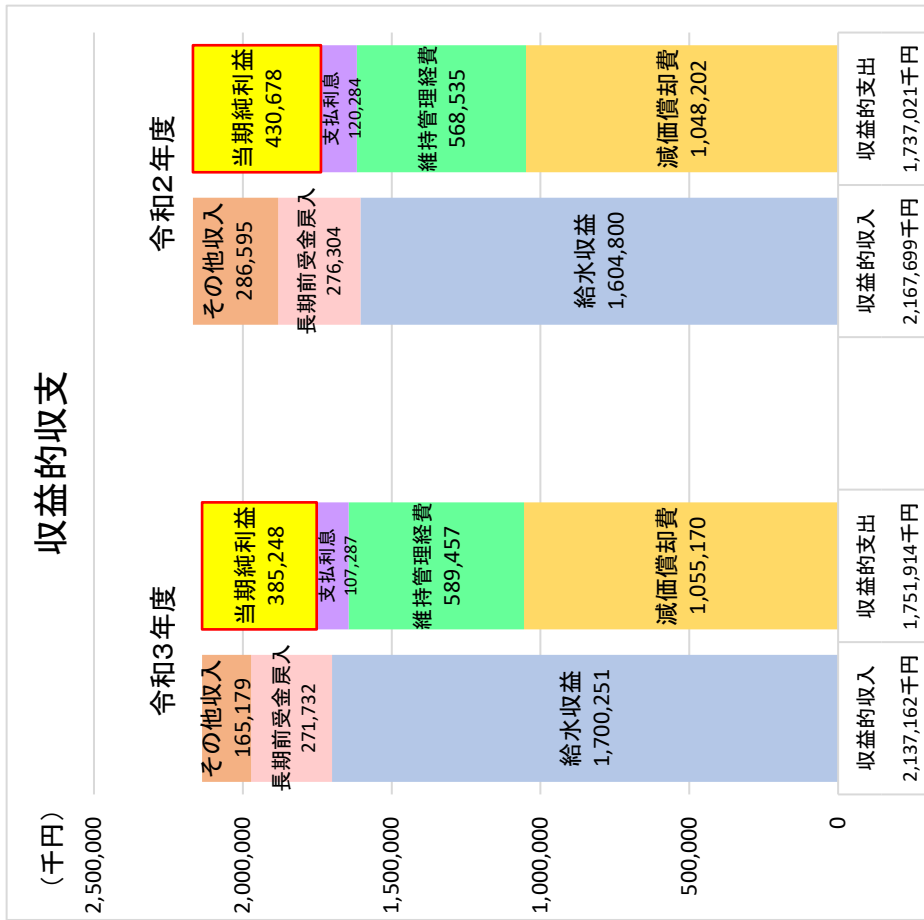 収益的収支
（千円）
2,500,000
2,000,000
1,500,000
1,000,000
500,000
0
令和3年度
その他収入
165,179
長期前受金戻入
271,732
給水収益
1,700,251
収益的収入
2,137,162千円
当期純利益
385,248
支払利息
107,287
維持管理経費
589,457
減価償却費
1,055,170
収益的支出
1,751,914千円
令和2年度
その他収入
286,595
長期前受金戻入
276,304
給水収益
1,604,800
収益的収入
2,167,699千円
当期純利益
430,678
支払利息
120,284
維持管理経費
568,535
減価償却費
1,048,202
収益的支出
1,737,021千円